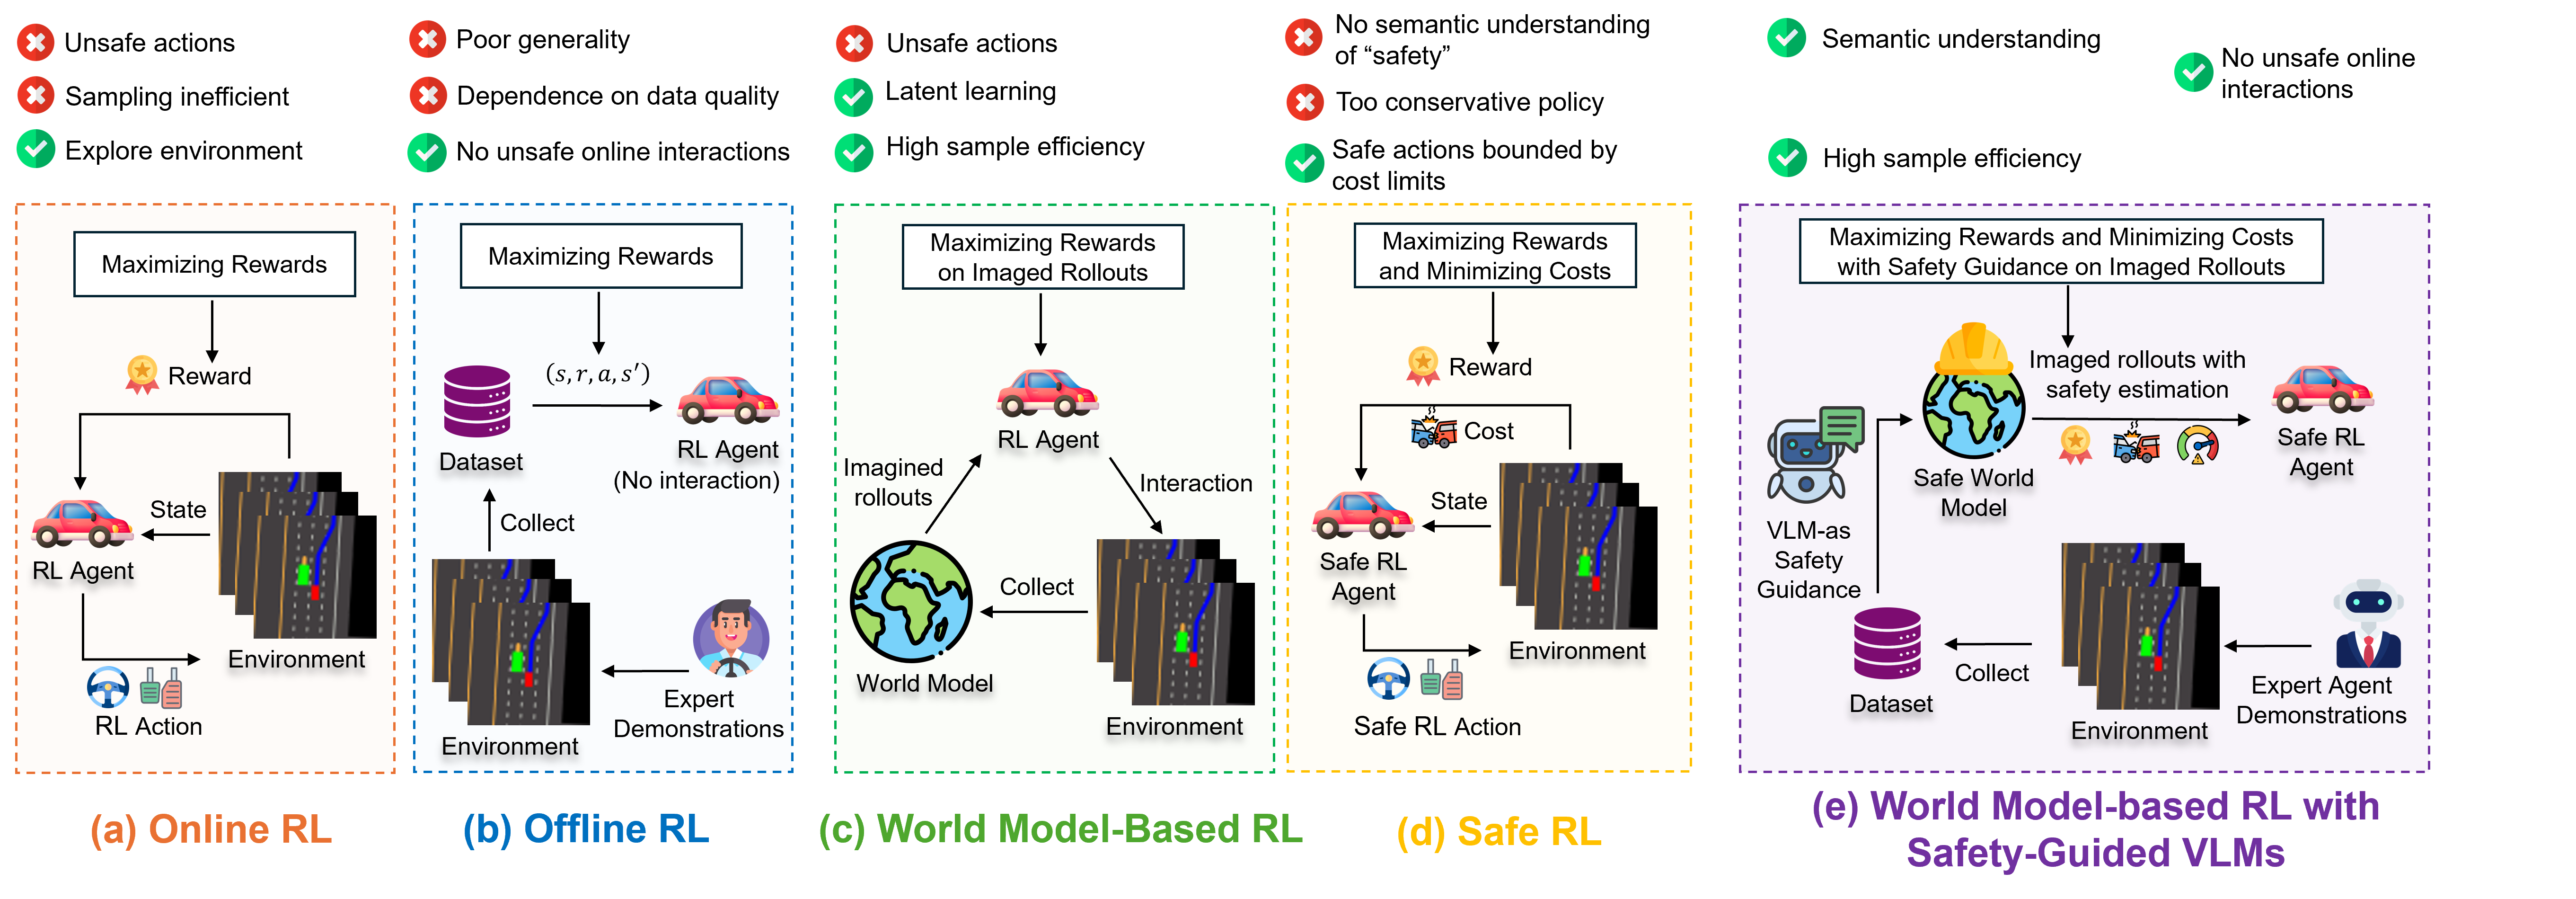 Unsafe actions
Sampling inefficient
Explore environment
Maximizing Rewards
Reward
State
RL Agent
Environment
RL Action
(a) Online RL
Poor generality
Dependence on data quality
No unsafe online interactions
Maximizing Rewards
(s, r, a, s′)
Dataset
RL Agent
(No interaction)
Collect
Expert
Demonstrations
Environment
(b) Offline RL
Unsafe actions
Latent learning
High sample efficiency
Maximizing Rewards
on Imaged Rollouts
RL Agent
Imagined
rollouts
Interaction
Collect
World Model
Environment
(c) World Model-Based RL
No semantic understanding
of “safety”
Too conservative policy
Safe actions bounded by
cost limits
Maximizing Rewards
and Minimizing Costs
Reward
Cost
State
Safe RL
Agent
Environment
Safe RL Action
(d) Safe RL
Semantic understanding
No unsafe online
interactions
High sample efficiency
Maximizing Rewards and Minimizing Costs
with Safety Guidance on Imaged Rollouts
Imaged rollouts with
safety estimation
Safe RL
Agent
Safe World
Model
VLM-as
Safety
Guidance
Dataset
Collect
Environment
Expert Agent
Demonstrations
(e) World Model-based RL with
Safety-Guided VLMs